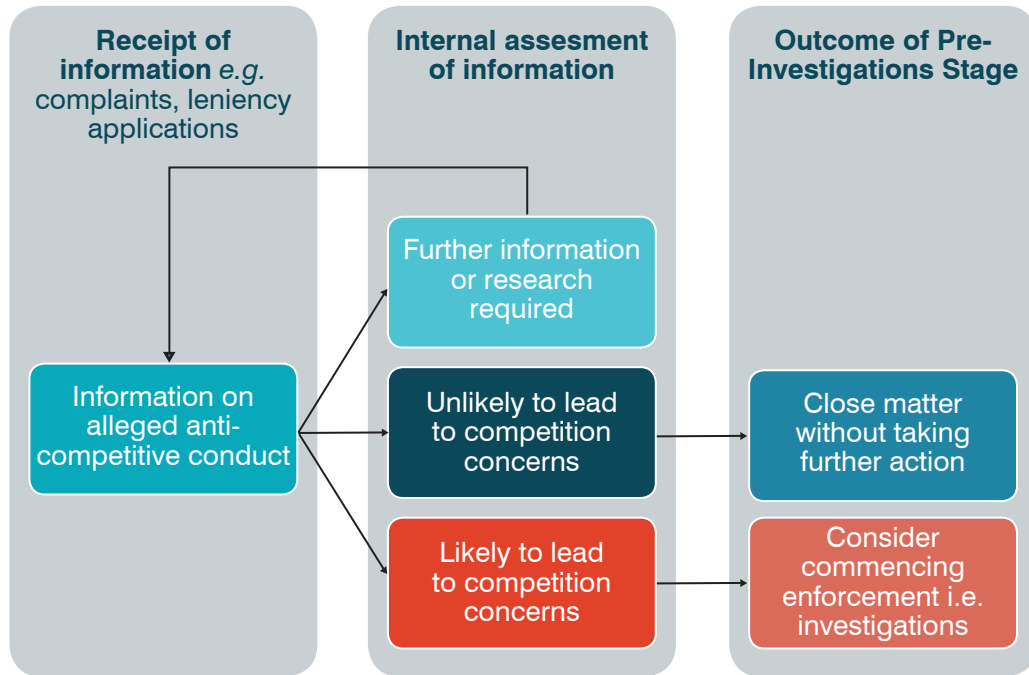 Receipt of
information e.g.
complaints, leniency
applications
Information on
alleged anti-
competitive conduct
Internal assesment
of information
Further information
or research
required
Unlikely to lead
to competition
concerns
Likely to lead
to competition
concerns
Outcome of Pre-
Investigations Stage
Close matter
without taking
further action
Consider
commencing
enforcement i.e.
investigations